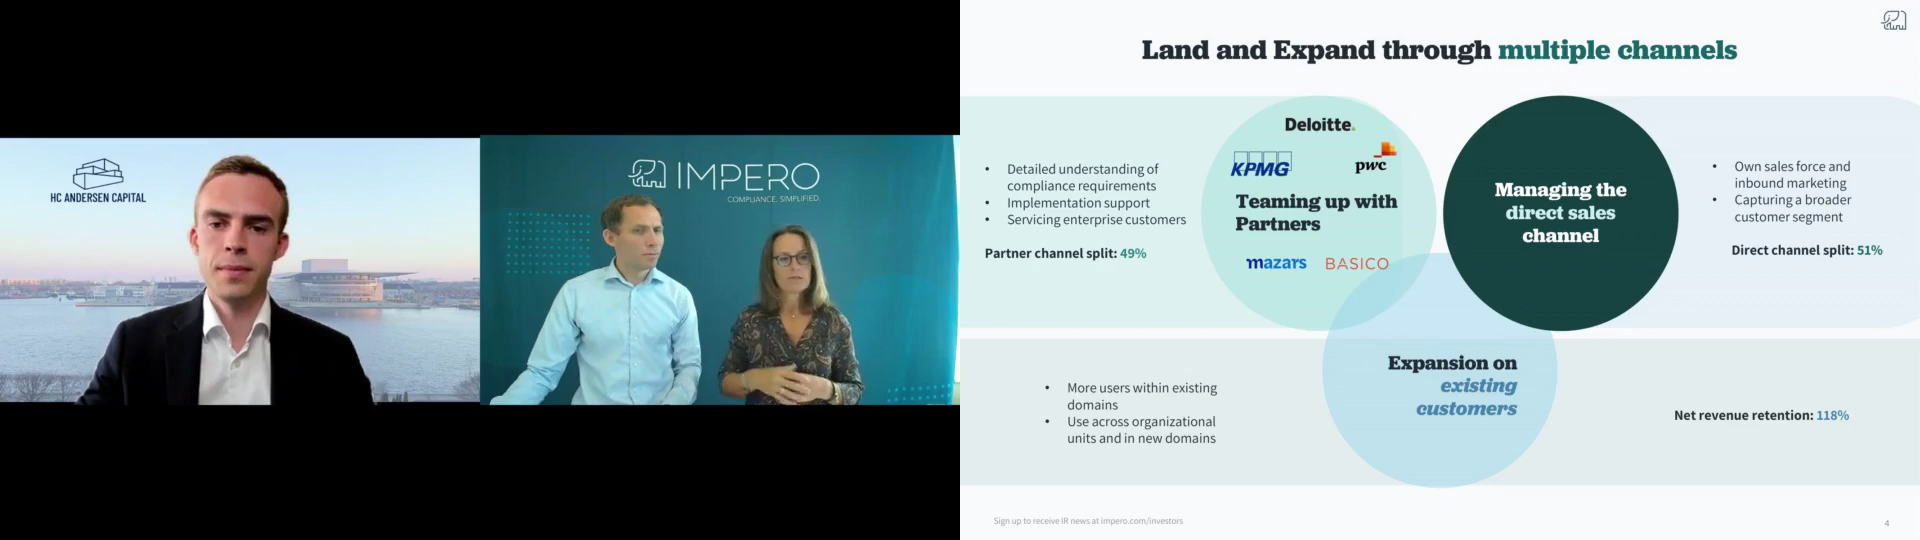 HC ANDERSEN CAPITAL
IMPERO
COMPLIANCE. SIMPLIFIED.
Land and Expand through multiple channels
• Detailed understanding of
compliance requirements
• Implementation support
• Servicing enterprise customers
Partner channel split: 49%
Deloitte.
KPMG
pwc
Teaming up with
Partners
mazars
BASICO
Managing the
direct sales
channel
• Own sales force and
inbound marketing
• Capturing a broader
customer segment
Direct channel split: 51%
• More users within existing
domains
• Use across organizational
units and in new domains
Expansion on
existing
customers
Net revenue retention: 118%
Sign up to receive IR news at impero.com/investors
4